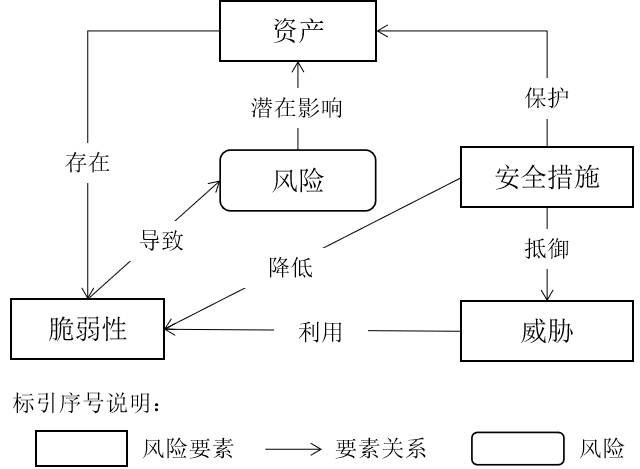 资产
保护
潜在影响
存在
风险
安全措施
导致
抵御
降低
脆弱性
利用
威胁
标引序号说明：
风险要素 要素关系 风险